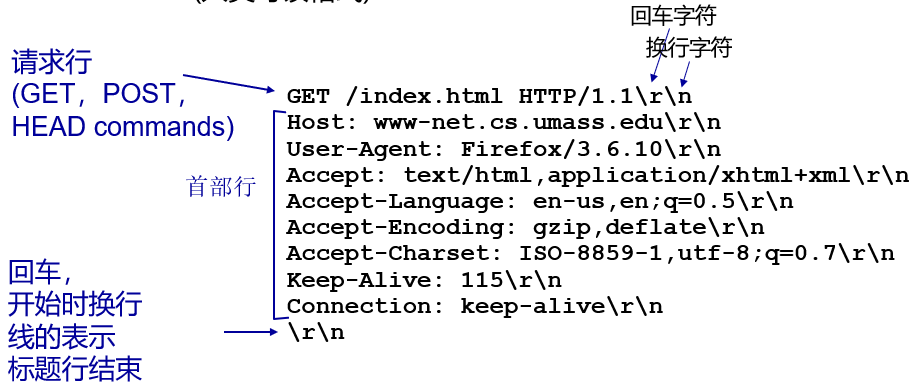 回车字符
换行字符
请求行
(GET，POST，
HEAD commands)
GET /index.html HTTP/1.1\r\n
Host: www-net.cs.umass.edu\r\n
User-Agent: Firefox/3.6.10\r\n
Accept: text/html,application/xhtml+xml\r\n
Accept-Language: en-us,en;q=0.5\r\n
Accept-Encoding: gzip,deflate\r\n
Accept-Charset: ISO-8859-1,utf-8;q=0.7\r\n
Keep-Alive: 115\r\n
Connection: keep-alive\r\n
\r\n
首部行
回车，
开始时换行
线的表示
标题行结束